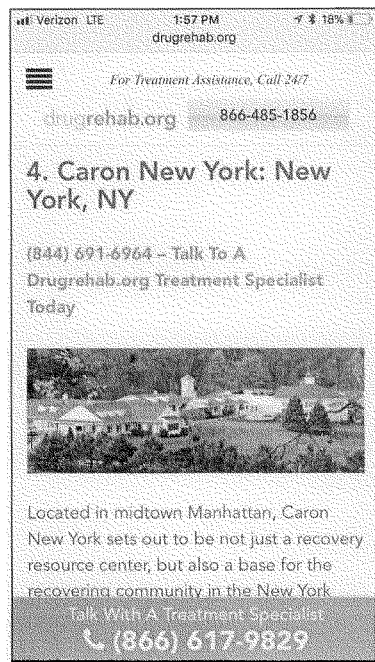 Verizon LTE 1:57 PM 18%
drugrehab.org
For Treatment Assistance, Call 24/7
drugrehab.org 866-485-1856
4. Caron New York: New
York, NY
(844) 691-6964 – Talk To A
Drugrehab.org Treatment Specialist
Today
Located in midtown Manhattan, Caron
New York sets out to be not just a recovery
resource center, but also a base for the
recovering community in the New York
Talk With A Treatment Specialist
(866) 617-9829